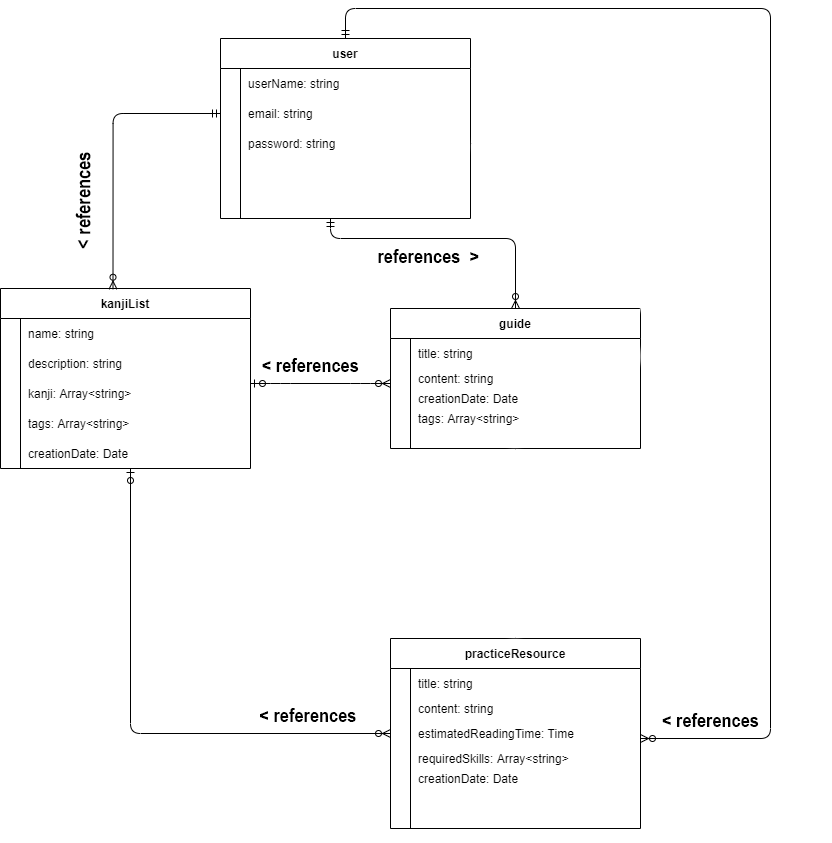 user
userName: string
email: string
password: string
< references
references >
kanjiList
name: string
description: string
kanji: Array<string>
tags: Array<string>
creationDate: Date
< references
guide
title: string
content: string
creationDate: Date
tags: Array<string>
practiceResource
title: string
content: string
estimatedReadingTime: Time
requiredSkills: Array<string>
creationDate: Date
< references
< references